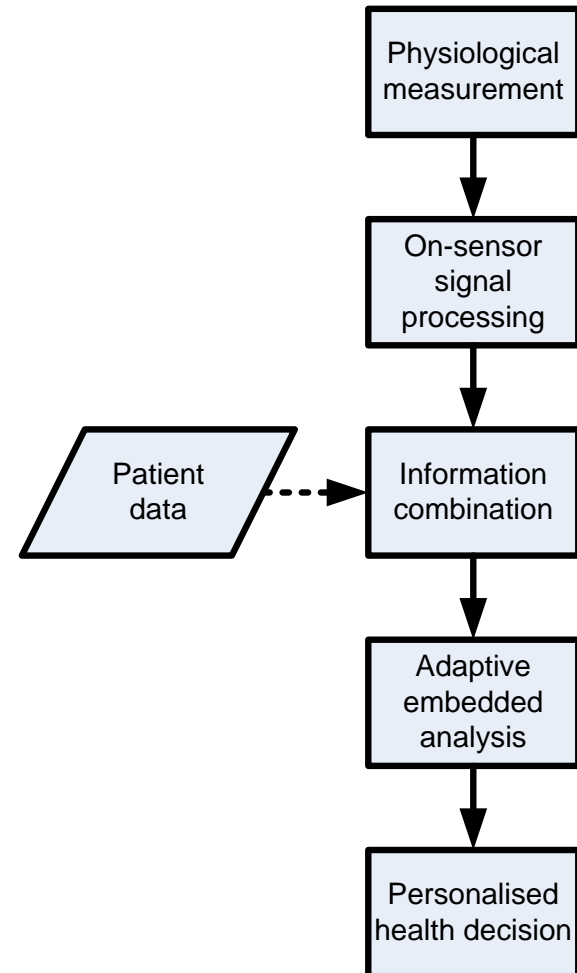 Physiological
measurement
On-sensor
signal
processing
Patient
data
Information
combination
Adaptive
embedded
analysis
Personalised
health decision